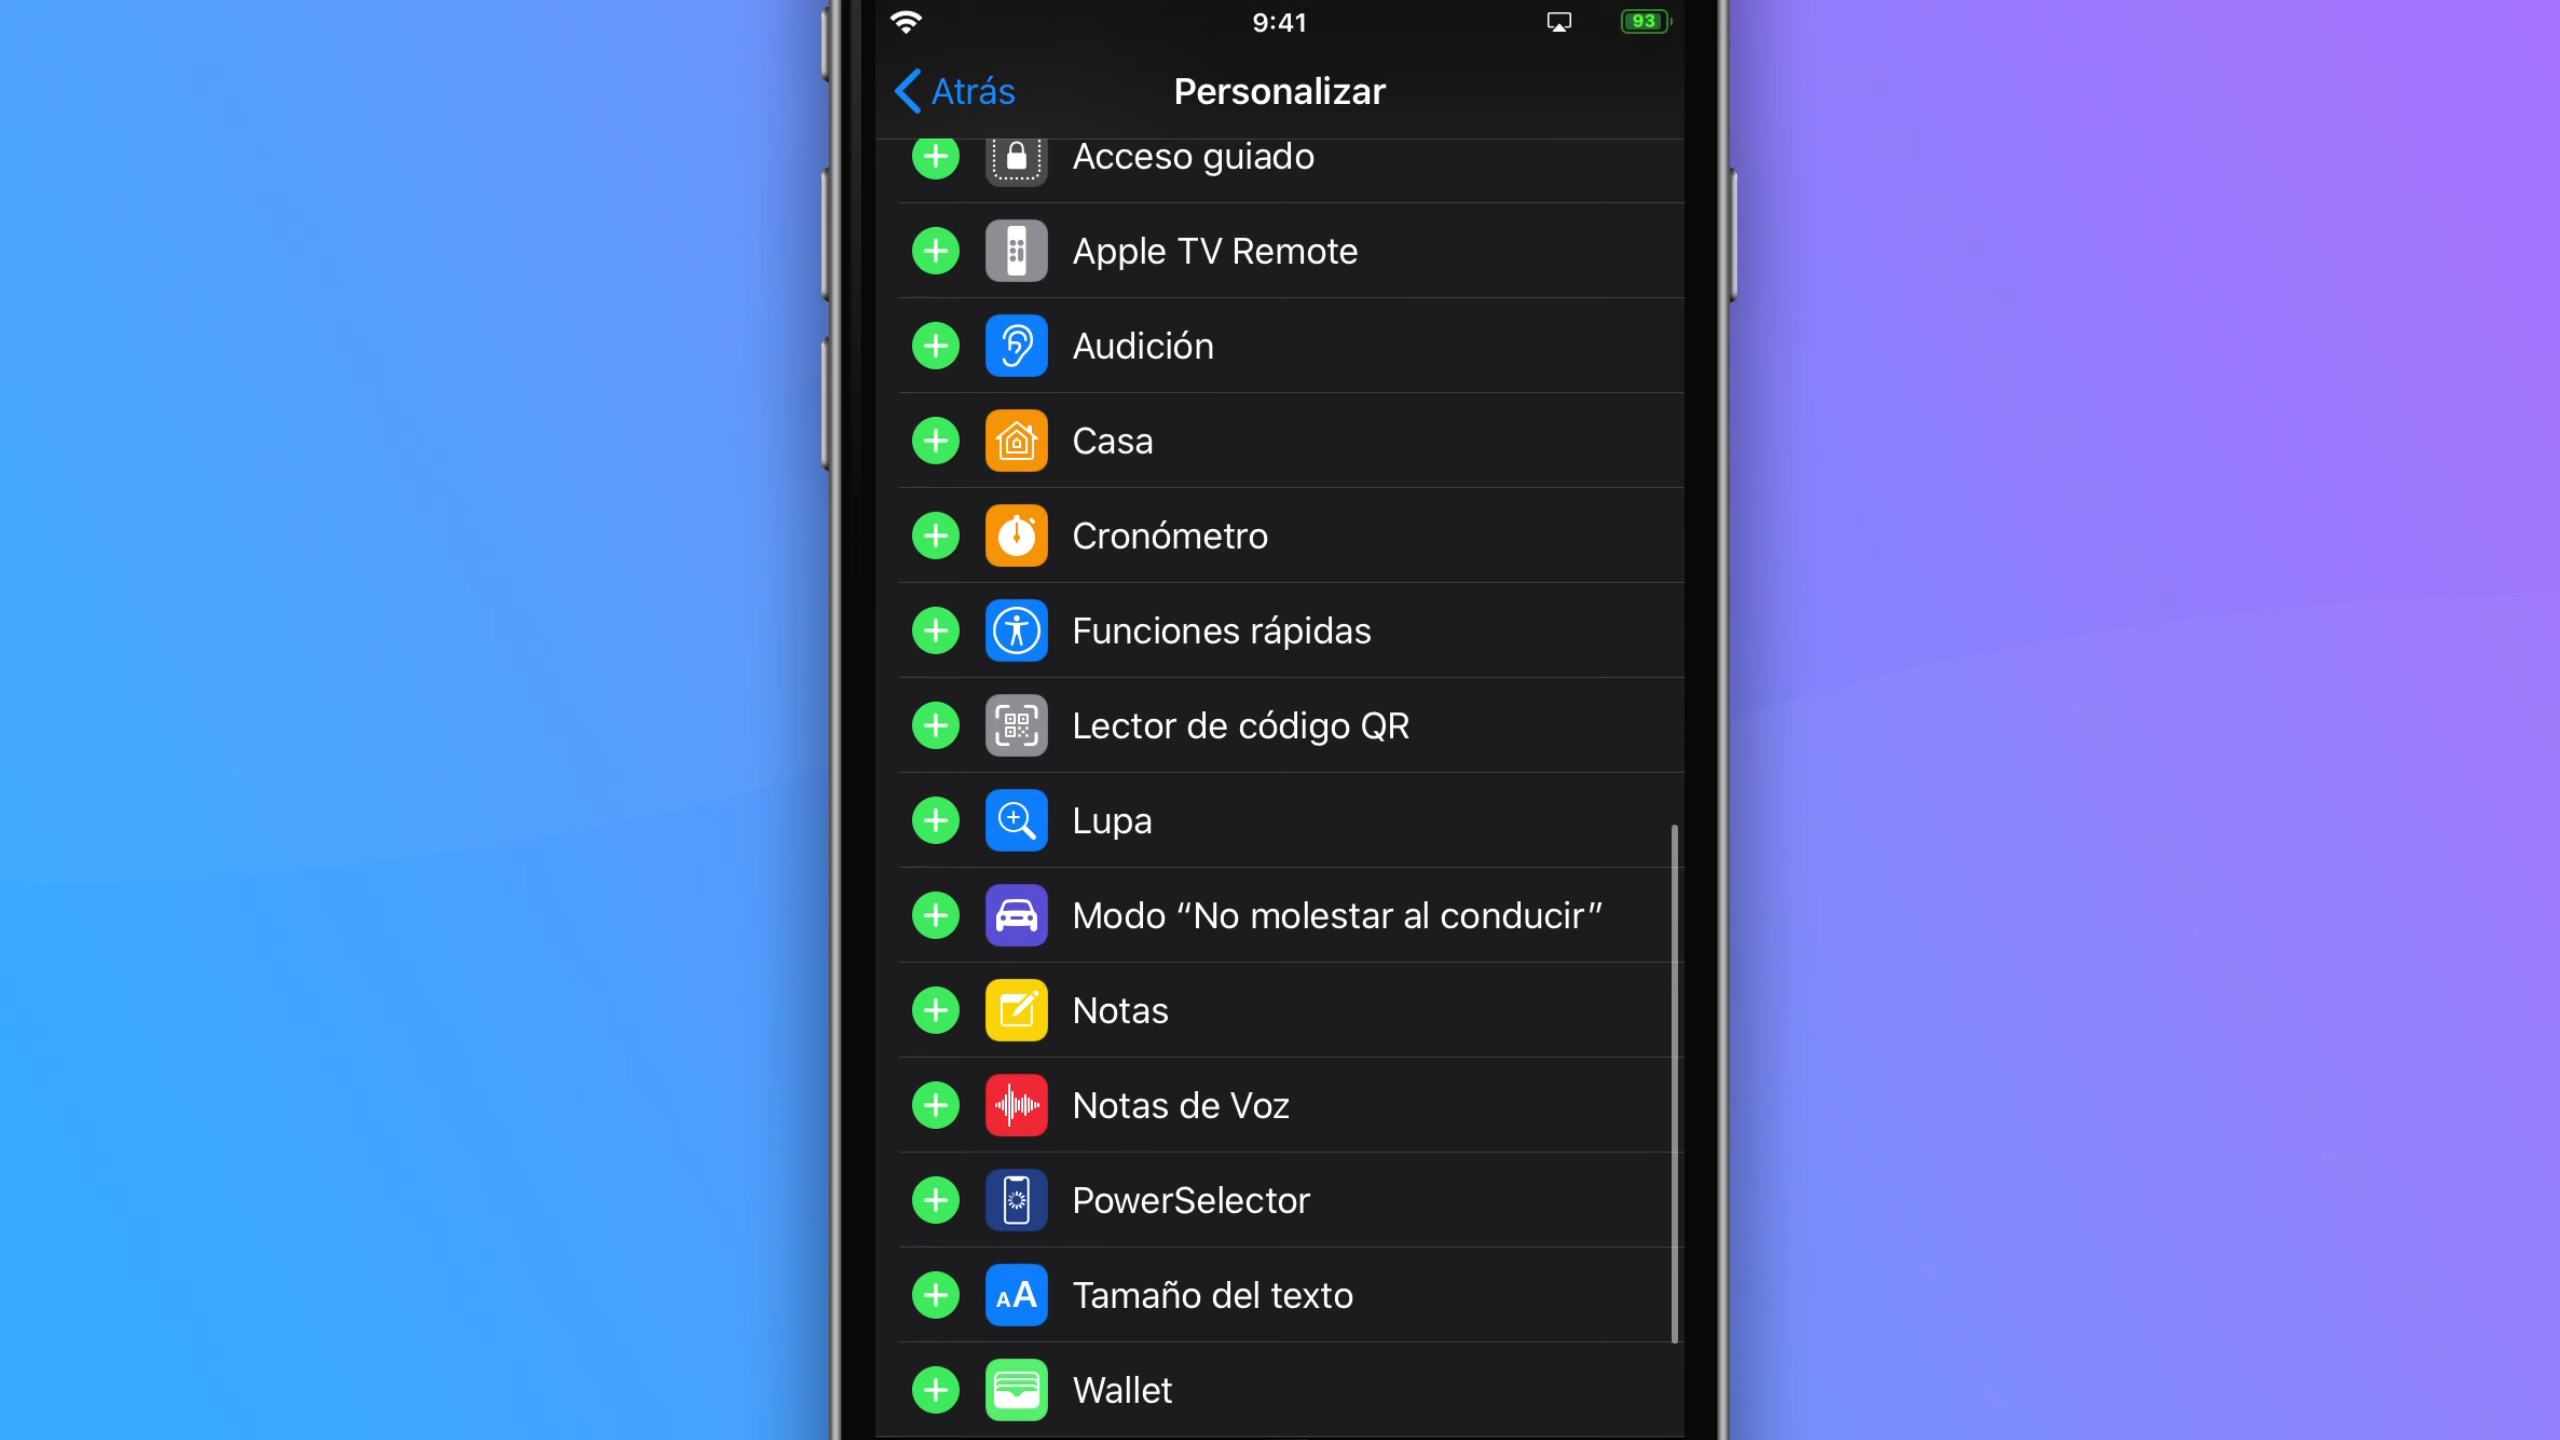 9:41
93
Atrás
Personalizar
Acceso guiado
Apple TV Remote
Audición
Casa
Cronómetro
Funciones rápidas
Lector de código QR
Lupa
Modo “No molestar al conducir”
Notas
Notas de Voz
PowerSelector
AA Tamaño del texto
Wallet